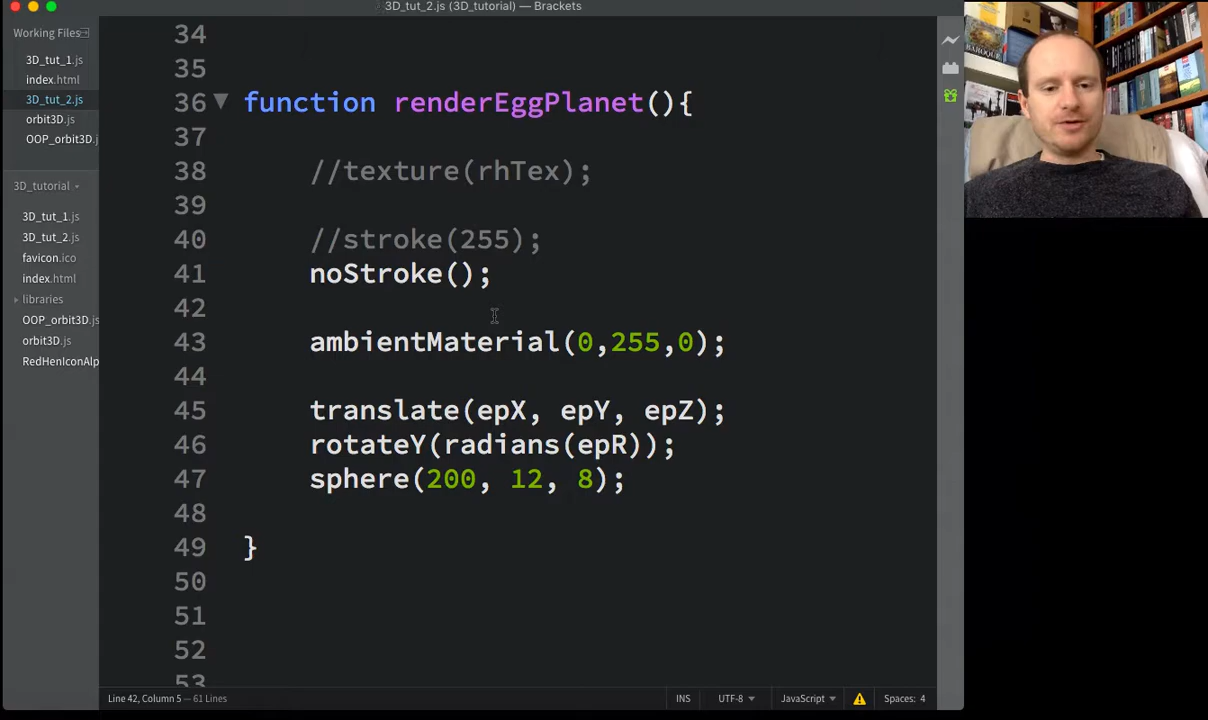 3D_tut_2.js (3D_tutorial) — Brackets
Working Files
3D_tut_1.js
index.html
3D_tut_2.js
orbit3D.js
OOP_orbit3D.j
3D_tutorial
3D_tut_1.js
3D_tut_2.js
favicon.ico
index.html
libraries
OOP_orbit3D.js
orbit3D.js
RedHenIconAlp
34
35
36 function renderEggPlanet(){
37
38 //texture(rhTex);
39
40 //stroke(255);
41 noStroke();
42
43 ambientMaterial(0,255,0);
44
45 translate(epX, epY, epZ);
46 rotateY(radians(epR));
47 sphere(200, 12, 8);
48
49 }
50
51
52
53
Line 42, Column 5 — 61 Lines
INS UTF-8 JavaScript Spaces: 4
BAROQUE